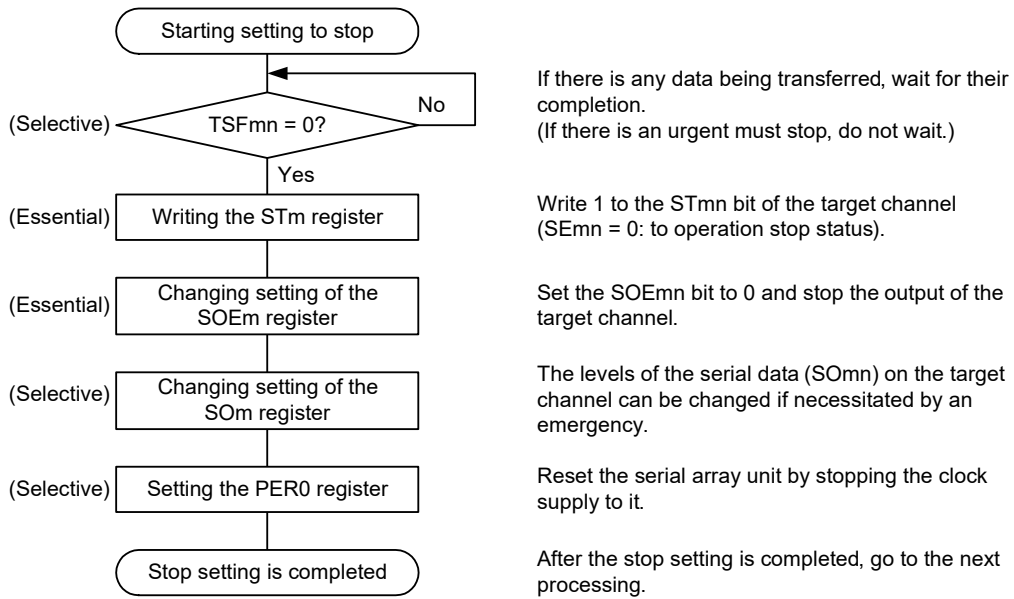 Starting setting to stop
If there is any data being transferred, wait for their
completion.
(If there is an urgent must stop, do not wait.)
No
(Selective)
TSFmn = 0?
Yes
(Essential)
Writing the STm register
Write 1 to the STmn bit of the target channel
(SEmn = 0: to operation stop status).
(Essential)
Changing setting of the
SOEm register
Set the SOEmn bit to 0 and stop the output of the
target channel.
(Selective)
Changing setting of the
SOm register
The levels of the serial data (SOmn) on the target
channel can be changed if necessitated by an
emergency.
(Selective)
Setting the PER0 register
Reset the serial array unit by stopping the clock
supply to it.
Stop setting is completed
After the stop setting is completed, go to the next
processing.